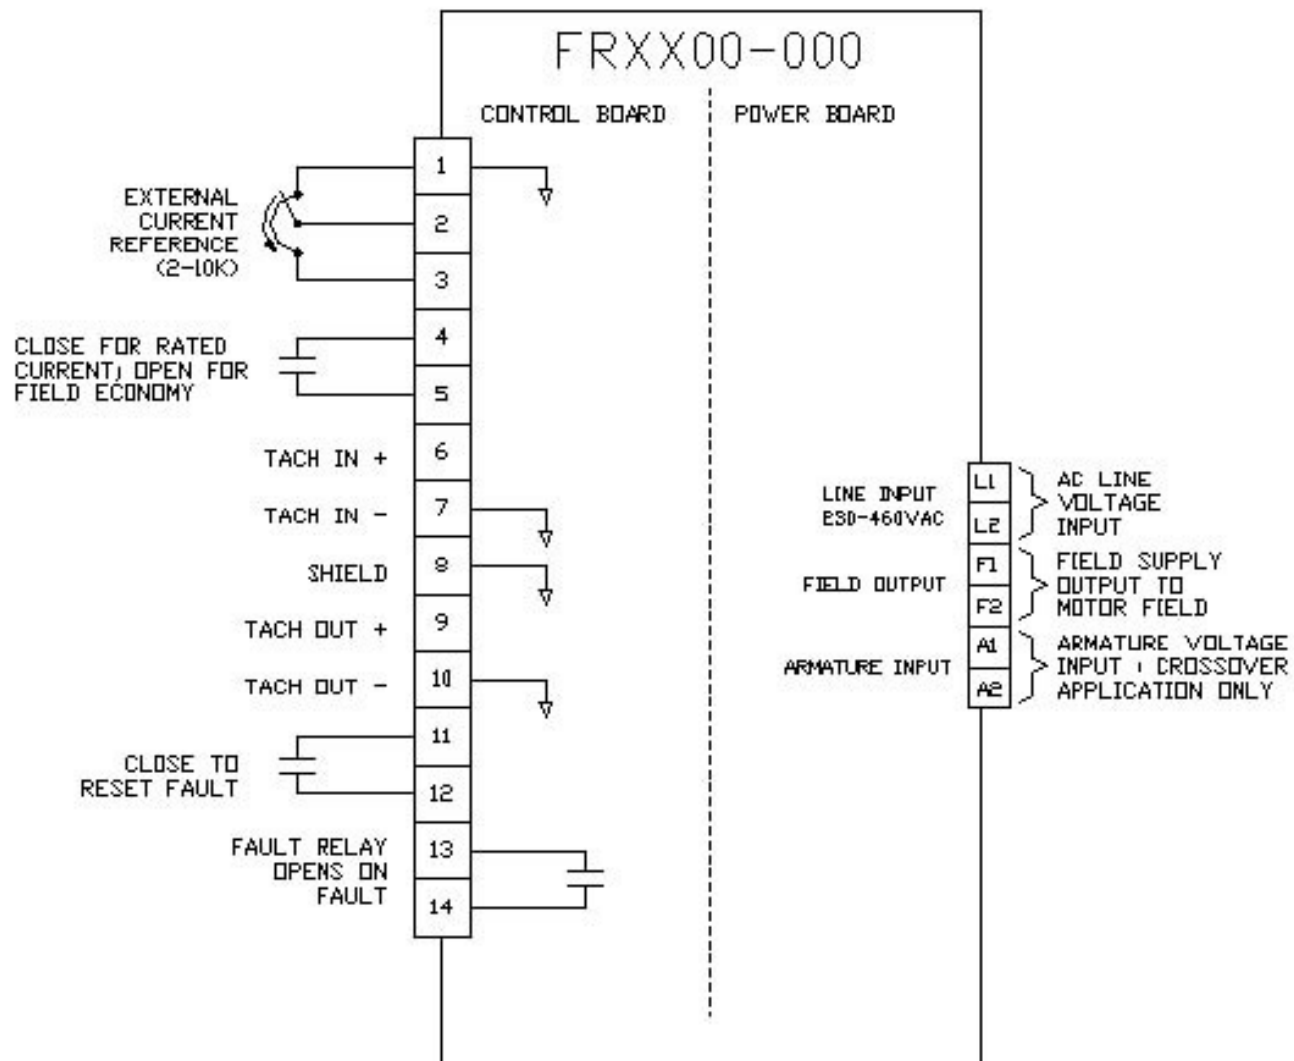 FRXX00-000
CONTROL BOARD
POWER BOARD
EXTERNAL
CURRENT
REFERENCE
(2-10K)
CLOSE FOR RATED
CURRENT; OPEN FOR
FIELD ECONOMY
TACH IN +
TACH IN -
SHIELD
TACH OUT +
TACH OUT -
CLOSE TO
RESET FAULT
FAULT RELAY
OPENS ON
FAULT
1
2
3
4
5
6
7
8
9
10
11
12
13
14
LINE INPUT
230-460VAC
FIELD OUTPUT
ARMATURE INPUT
L1
L2
F1
F2
A1
A2
AC LINE
VOLTAGE
INPUT
FIELD SUPPLY
OUTPUT TO
MOTOR FIELD
ARMATURE VOLTAGE
INPUT CROSSOVER
APPLICATION ONLY